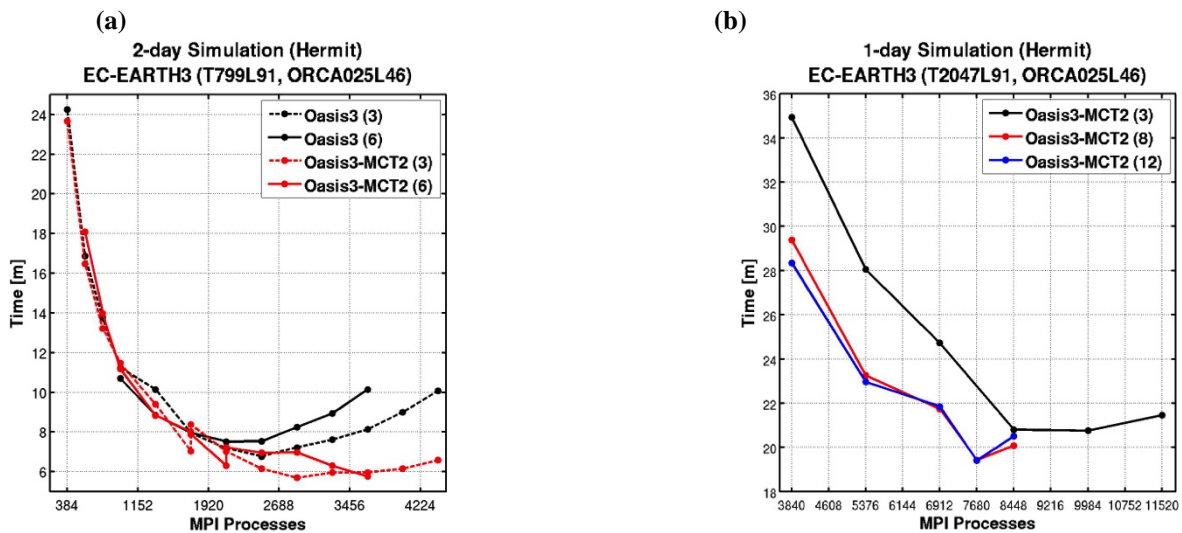 (a)
2-day Simulation (Hermit)
EC-EARTH3 (T799L91, ORCA025L46)
24
22
20
18
16
14
12
10
8
6
Time [m]
Oasis3 (3)
Oasis3 (6)
Oasis3-MCT2 (3)
Oasis3-MCT2 (6)
384 1152 1920 2688 3456 4224
MPI Processes
(b)
1-day Simulation (Hermit)
EC-EARTH3 (T2047L91, ORCA025L46)
36
34
32
30
28
26
24
22
20
18
Time [m]
Oasis3-MCT2 (3)
Oasis3-MCT2 (8)
Oasis3-MCT2 (12)
3840 4608 5376 6144 6912 7680 8448 9216 9984 10752 11520
MPI Processes